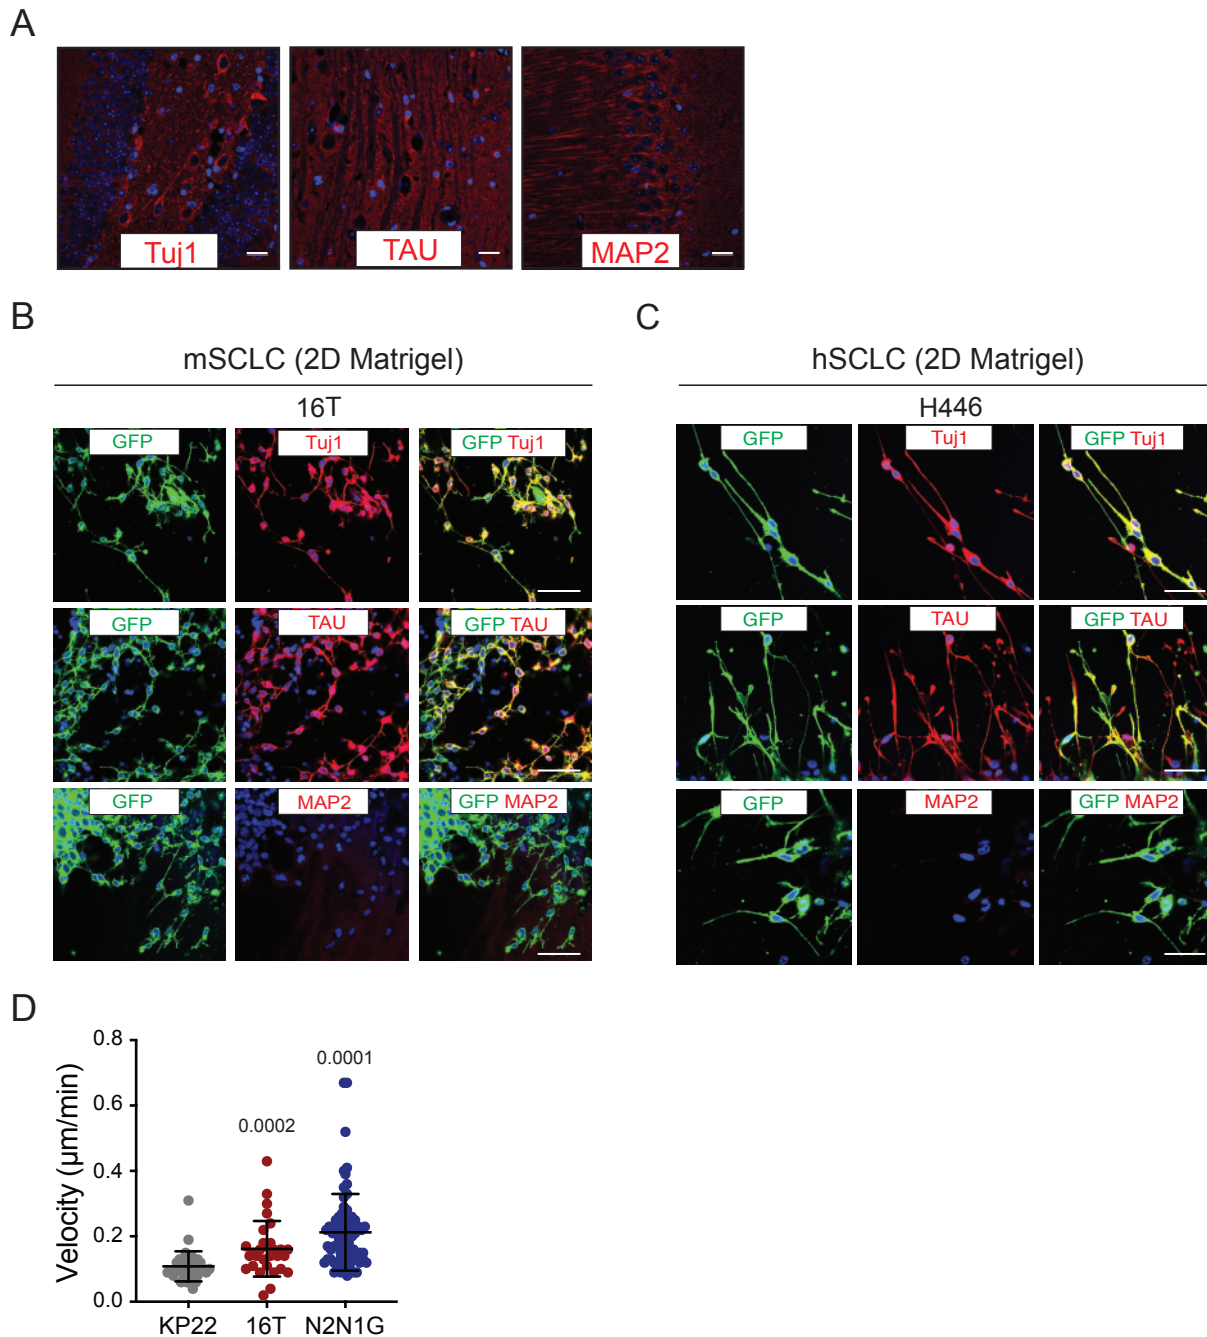 A
Tuj1
TAU
MAP2
B
mSCLC (2D Matrigel)
16T
GFP
Tuj1
GFP Tuj1
GFP
TAU
GFP TAU
GFP
MAP2
GFP MAP2
C
hSCLC (2D Matrigel)
H446
GFP
Tuj1
GFP Tuj1
GFP
TAU
GFP TAU
GFP
MAP2
GFP MAP2
D
Velocity (µm/min)
0.8
0.6
0.4
0.2
0.0
0.0002
0.0001
KP22
16T
N2N1G